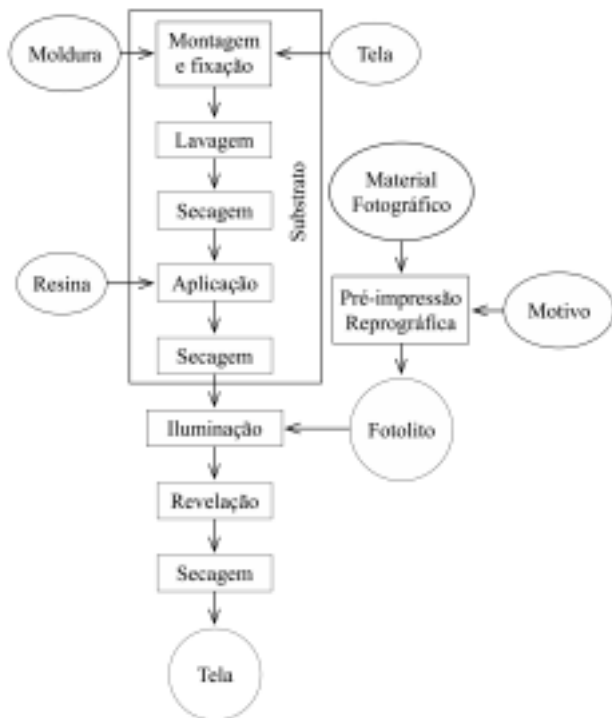 Moldura
Montagem
e fixação
Tela
Lavagem
Substrato
Material
Fotográfico
Secagem
Resina
Aplicação
Pré-impressão
Reprográfica
Motivo
Secagem
Iluminação
Fotolito
Revelação
Secagem
Tela